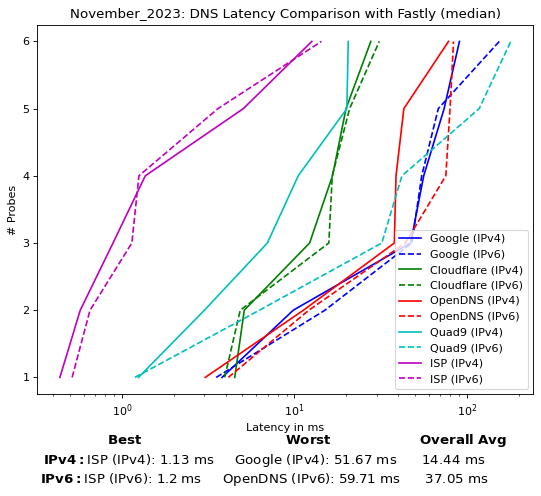 November_2023: DNS Latency Comparison with Fastly (median)
6
5
4
3
2
1
# Probes
Google (IPv4)
Google (IPv6)
Cloudflare (IPv4)
Cloudflare (IPv6)
OpenDNS (IPv4)
OpenDNS (IPv6)
Quad9 (IPv4)
Quad9 (IPv6)
ISP (IPv4)
ISP (IPv6)
10⁰ 10¹ 10²
Latency in ms
Best Worst Overall Avg
IPv4: ISP (IPv4): 1.13 ms Google (IPv4): 51.67 ms 14.44 ms
IPv6: ISP (IPv6): 1.2 ms OpenDNS (IPv6): 59.71 ms 37.05 ms